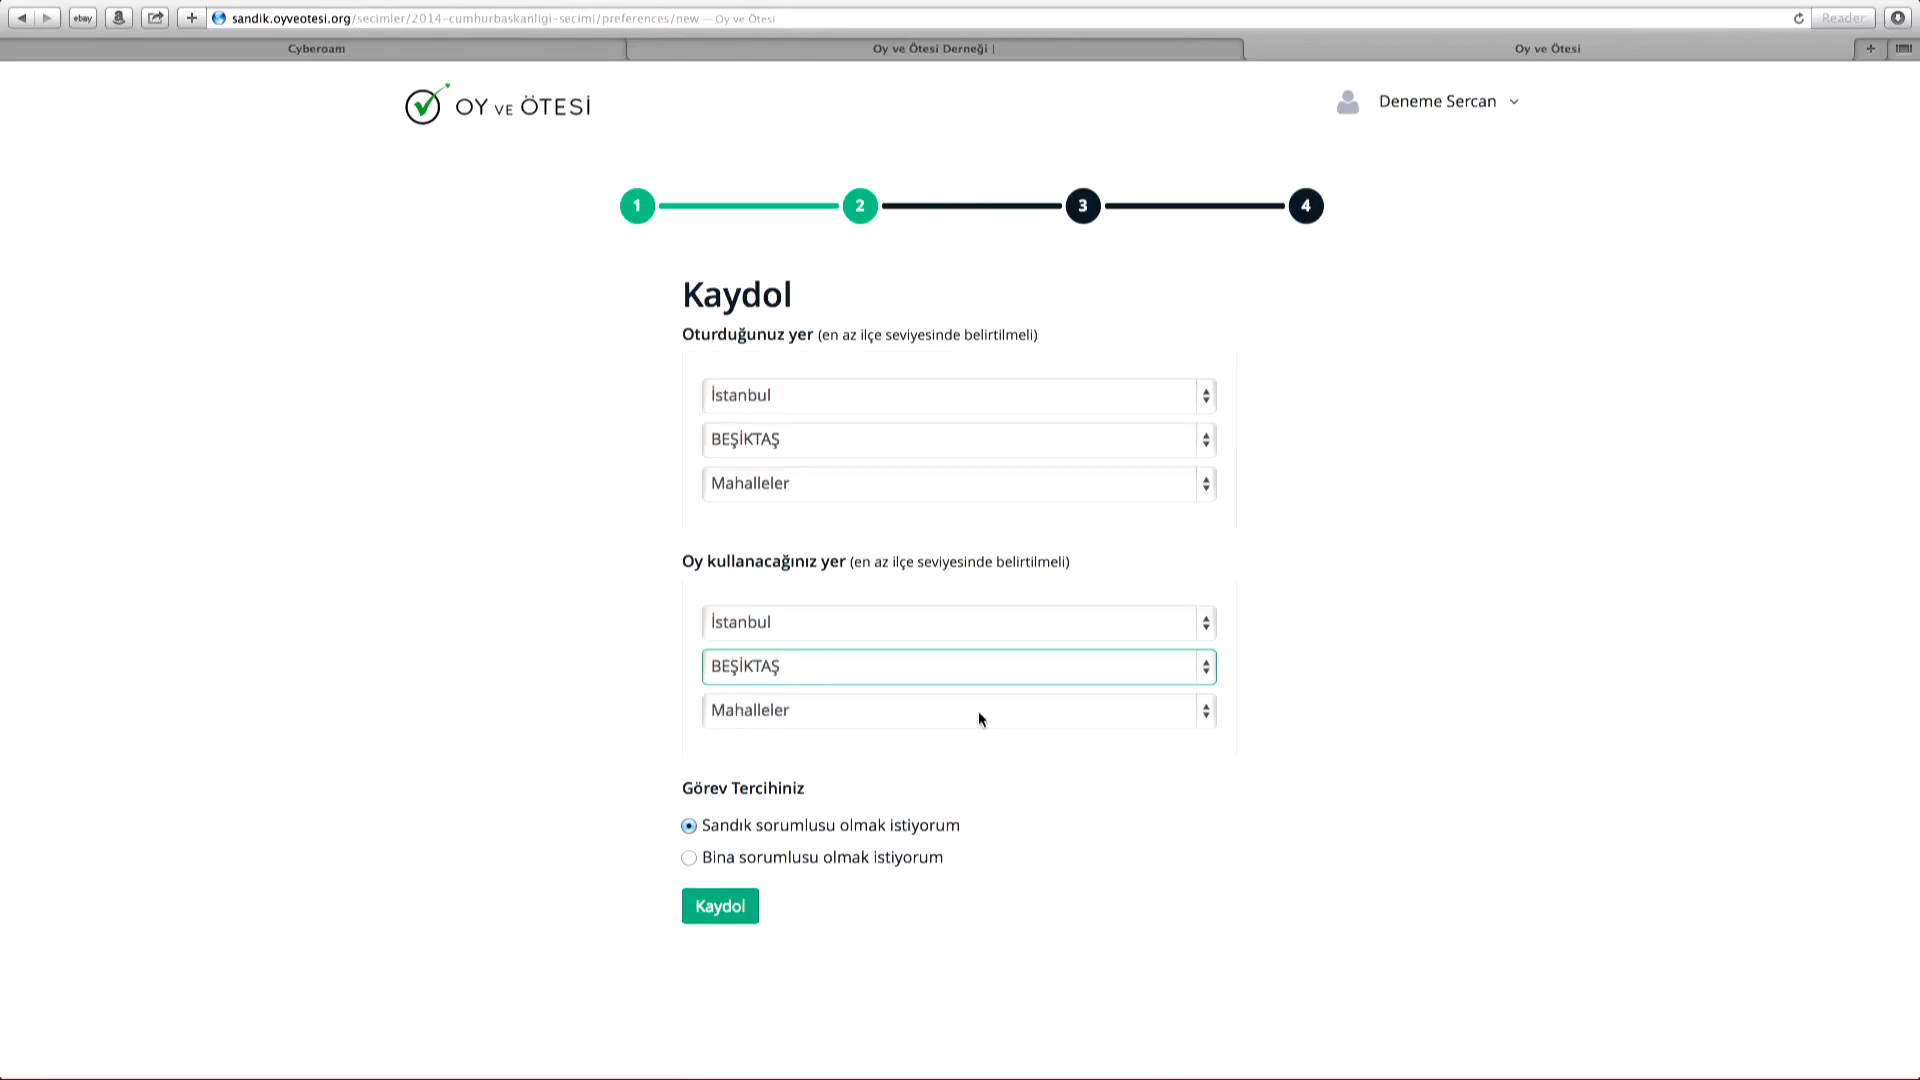 ebay
sandik.oyveotesi.org/secimler/2014-cumhurbaskanligi-secimi/preferences/new — Oy ve Ötesi
Reader
Cyberoam
Oy ve Ötesi Derneği |
Oy ve Ötesi
OY VE ÖTESİ
Deneme Sercan
1
2
3
4
Kaydol
Oturduğunuz yer (en az ilçe seviyesinde belirtilmeli)
İstanbul
BEŞİKTAŞ
Mahalleler
Oy kullanacağınız yer (en az ilçe seviyesinde belirtilmeli)
İstanbul
BEŞİKTAŞ
Mahalleler
Görev Tercihiniz
Sandık sorumlusu olmak istiyorum
Bina sorumlusu olmak istiyorum
Kaydol